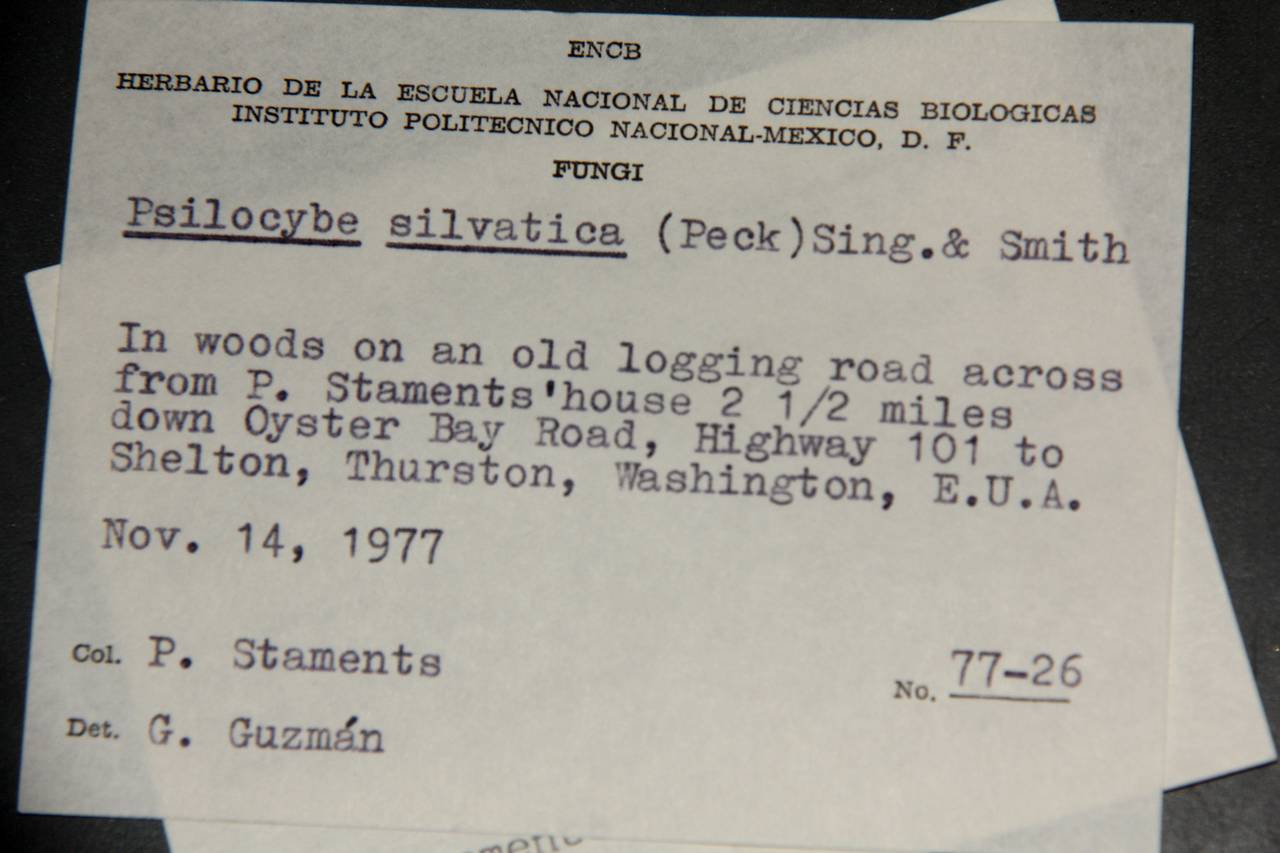 ENCB
HERBARIO DE LA ESCUELA NACIONAL DE CIENCIAS BIOLOGICAS
INSTITUTO POLITECNICO NACIONAL-MEXICO, D. F.
FUNGI
Psilocybe silvatica (Peck)Sing.& Smith
In woods on an old logging road across
from P. Staments'house 2 1/2 miles
down Oyster Bay Road, Highway 101 to
Shelton, Thurston, Washington, E.U.A.
Nov. 14, 1977
Col. P. Staments
No. 77-26
Det. G. Guzmán